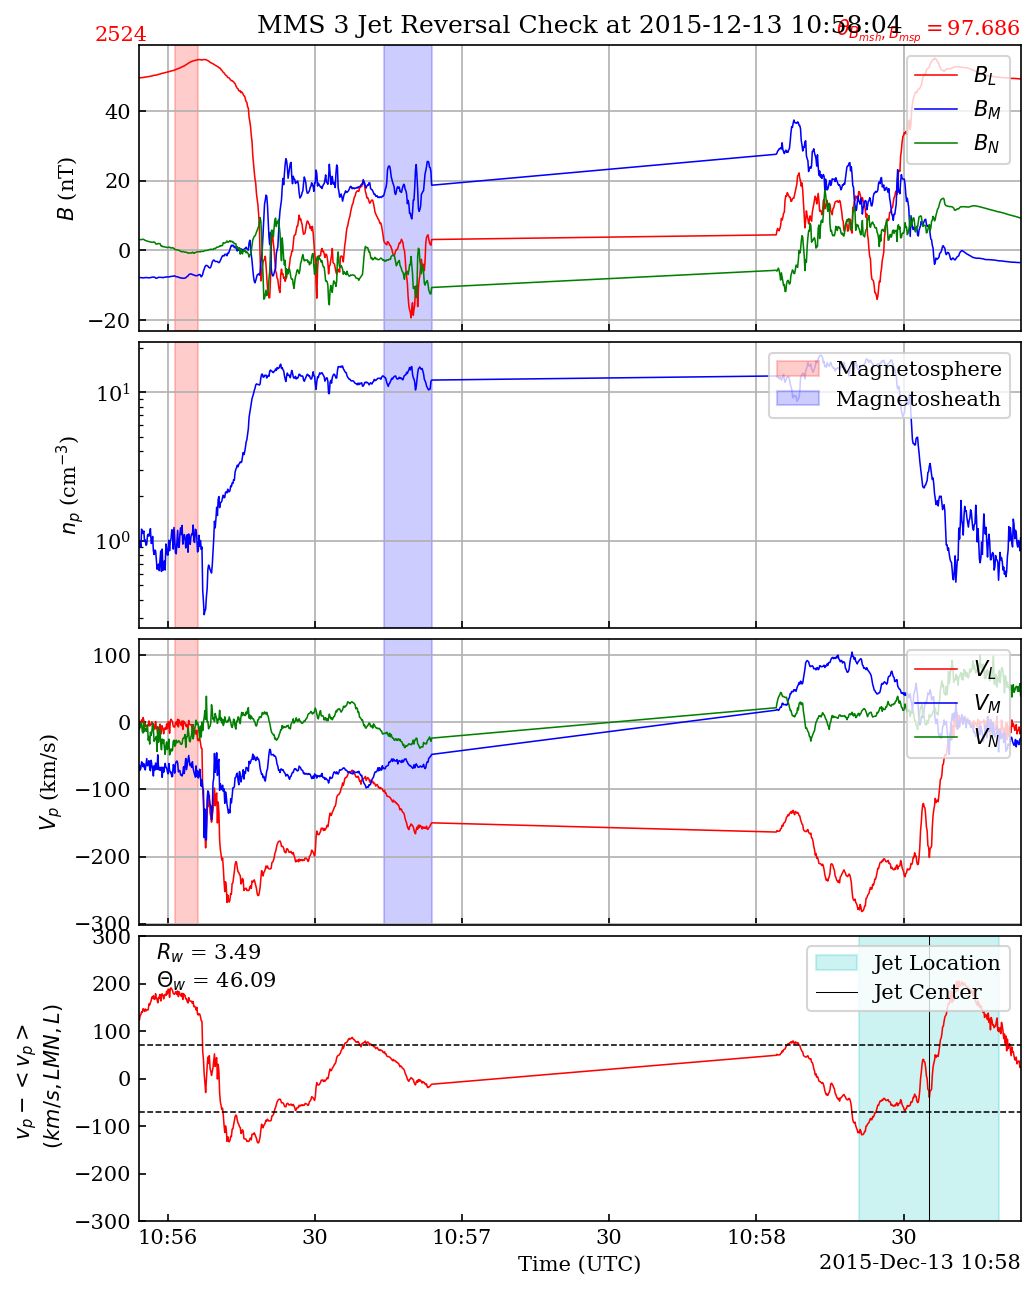 MMS 3 Jet Reversal Check at 2015-12-13 10:58:04
2524
θ_{B_{msh}, B_{msp}} = 97.686
40
20
0
−20
B (nT)
B_L
B_M
B_N
10^1
10^0
n_p (cm^{−3})
Magnetosphere
Magnetosheath
100
0
−100
−200
−300
V_p (km/s)
V_L
V_M
V_N
300
200
100
0
−100
−200
−300
v_p − < v_p >
(km/s, LMN, L)
R_w = 3.49
Θ_w = 46.09
Jet Location
Jet Center
10:56 30 10:57 30 10:58 30
Time (UTC)
2015-Dec-13 10:58